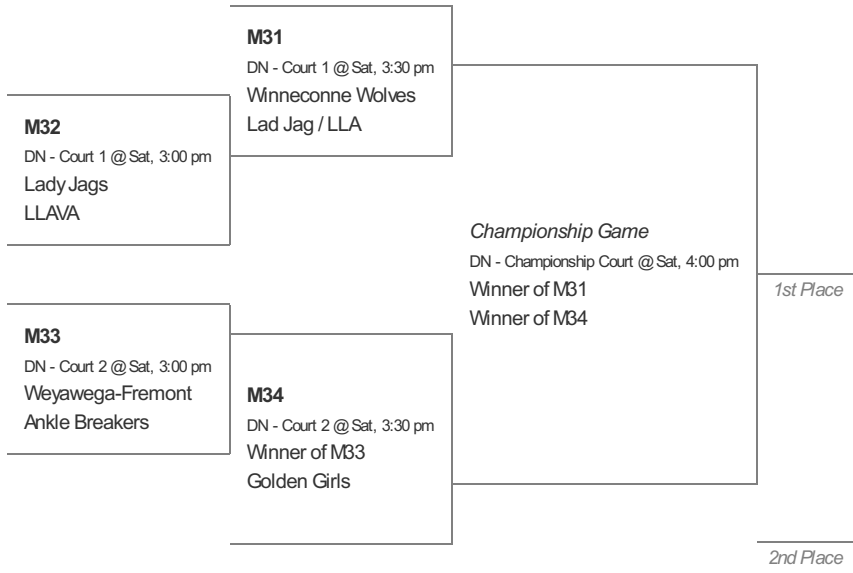 M31
DN - Court 1 @ Sat, 3:30 pm
Winneconne Wolves
Lad Jag / LLA
M32
DN - Court 1 @ Sat, 3:00 pm
Lady Jags
LLAVA
Championship Game
DN - Championship Court @ Sat, 4:00 pm
Winner of M31
Winner of M34
1st Place
M33
DN - Court 2 @ Sat, 3:00 pm
Weyawega-Fremont
Ankle Breakers
M34
DN - Court 2 @ Sat, 3:30 pm
Winner of M33
Golden Girls
2nd Place